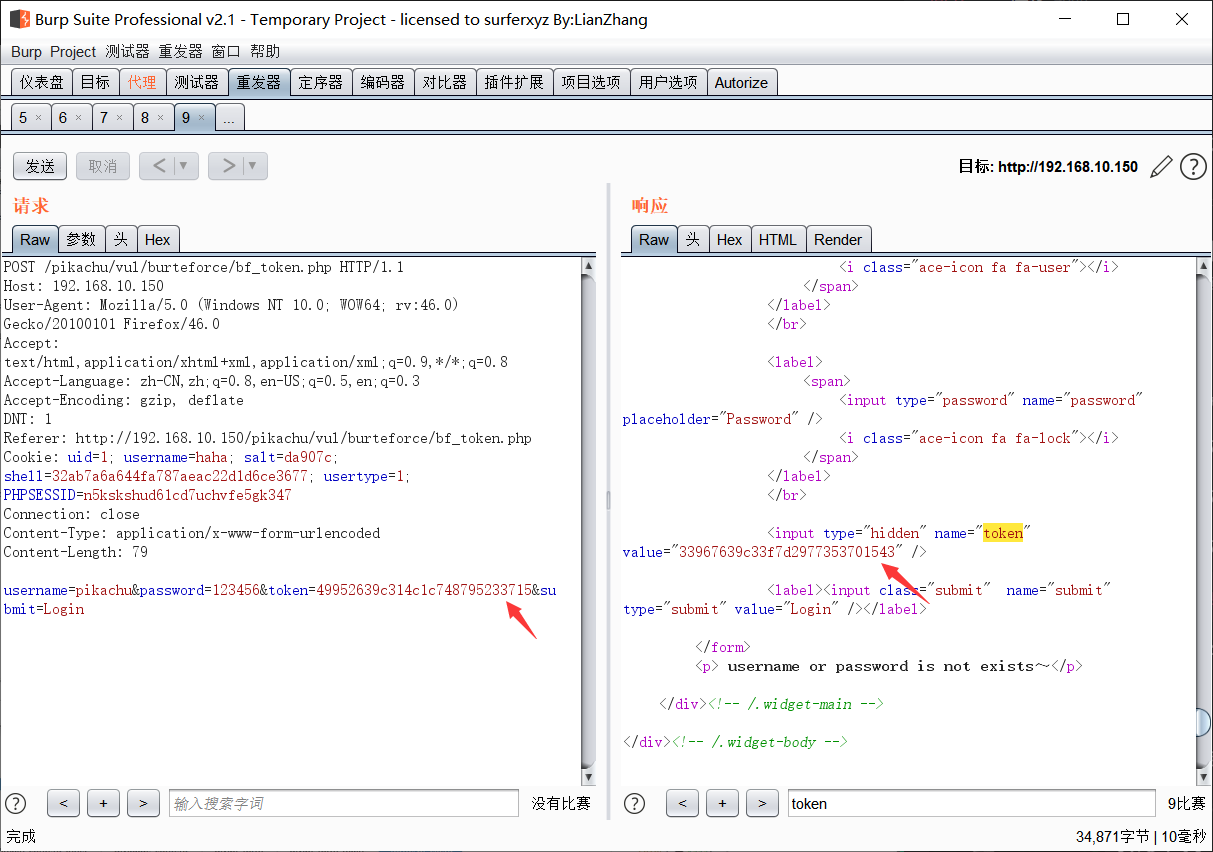 Burp Suite Professional v2.1 - Temporary Project - licensed to surferxyz By:LianZhang
Burp Project 测试器 重发器 窗口 帮助
仪表盘 目标 代理 测试器 重发器 定序器 编码器 对比器 插件扩展 项目选项 用户选项 Autorize
5 × 6 × 7 × 8 × 9 × ...
发送 取消 < ▼ > ▼ 目标: http://192.168.10.150 ?
请求
Raw 参数 头 Hex
POST /pikachu/vul/burteforce/bf_token.php HTTP/1.1
Host: 192.168.10.150
User-Agent: Mozilla/5.0 (Windows NT 10.0; WOW64; rv:46.0)
Gecko/20100101 Firefox/46.0
Accept:
text/html,application/xhtml+xml,application/xml;q=0.9,*/*;q=0.8
Accept-Language: zh-CN,zh;q=0.8,en-US;q=0.5,en;q=0.3
Accept-Encoding: gzip, deflate
DNT: 1
Referer: http://192.168.10.150/pikachu/vul/burteforce/bf_token.php
Cookie: uid=1; username=haha; salt=da907c;
shell=32ab7a6a644fa787aeac22d1d6ce3677; usertype=1;
PHPSESSID=n5kskshud61cd7uchvfe5gk347
Connection: close
Content-Type: application/x-www-form-urlencoded
Content-Length: 79
username=pikachu&password=123456&token=49952639c314c1c748795233715&su
bmit=Login
? < + > 输入搜索字词 没有比赛
响应
Raw 头 Hex HTML Render
<i class="ace-icon fa fa-user"></i>
</span>
</label>
</br>
<label>
<span>
<input type="password" name="password"
placeholder="Password" />
<i class="ace-icon fa fa-lock"></i>
</span>
</label>
</br>
<input type="hidden" name="token"
value="33967639c33f7d2977353701543" />
<label><input class="submit"  name="submit"
type="submit" value="Login" /></label>
</form>
<p> username or password is not exists～</p>
</div><!-- /.widget-main -->
</div><!-- /.widget-body -->
? < + > token 9比赛
完成 34,871字节 | 10毫秒